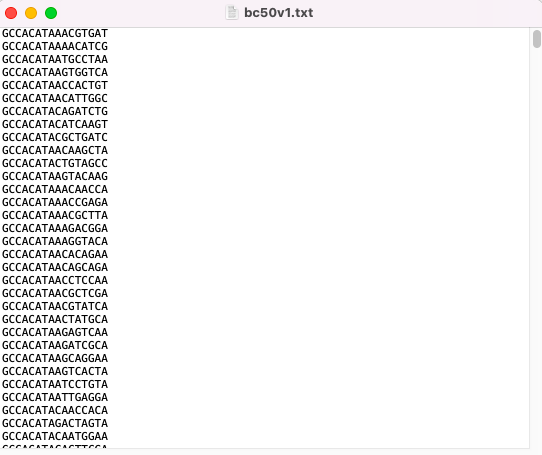 bc50v1.txt
GCCACATAAACGTGAT
GCCACATAAAACATCG
GCCACATAATGCCTAA
GCCACATAAGTGGTCA
GCCACATAACCACTGT
GCCACATAACATTGGC
GCCACATACAGATCTG
GCCACATACATCAAGT
GCCACATACGCTGATC
GCCACATAACAAGCTA
GCCACATACTGTAGCC
GCCACATAAGTACAAG
GCCACATAAACAACCA
GCCACATAAACCGAGA
GCCACATAAACGCTTA
GCCACATAAAGACGGA
GCCACATAAAGGTACA
GCCACATAACACAGAA
GCCACATAACAGCAGA
GCCACATAACCTCCAA
GCCACATAACGCTCGA
GCCACATAACGTATCA
GCCACATAACTATGCA
GCCACATAAGAGTCAA
GCCACATAAGATCGCA
GCCACATAAGCAGGAA
GCCACATAAGTCACTA
GCCACATAATCCTGTA
GCCACATAATTGAGGA
GCCACATACAACCACA
GCCACATAGACTAGTA
GCCACATACAATGGAA